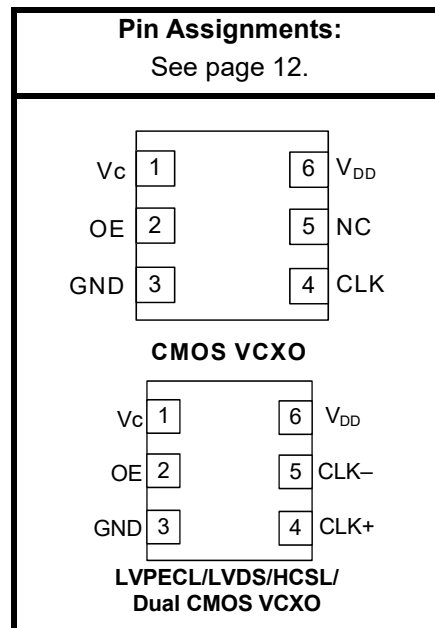 Pin Assignments:
See page 12.
Vc 1 6 VDD
OE 2 5 NC
GND 3 4 CLK
CMOS VCXO
Vc 1 6 VDD
OE 2 5 CLK–
GND 3 4 CLK+
LVPECL/LVDS/HCSL/
Dual CMOS VCXO